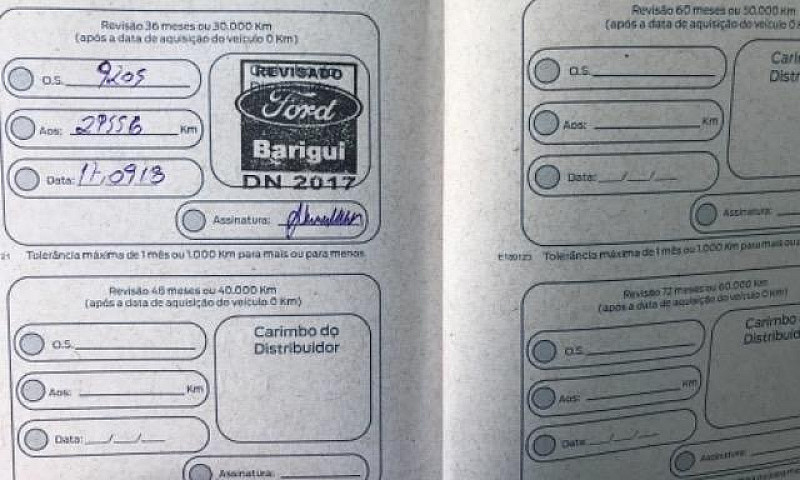 Revisão 36 meses ou 30.000 Km
(após a data de aquisição do veículo 0 Km)
O.S. 9205
Aos: Km
Data:
REVISADO
Ford
Barigui
DN 2017
Assinatura:
Tolerância máxima de 1 mês ou 1.000 Km para mais ou para menos
Revisão 48 meses ou 40.000 Km
(após a data de aquisição do veículo 0 Km)
O.S.
Aos: Km
Data: / /
Carimbo do
Distribuidor
Assinatura:
Revisão 60 meses ou 50.000 Km
(após a data de aquisição do veículo 0 Km)
O.S.
Aos: Km
Data: / /
Assinatura:
Tolerância máxima de 1 mês ou 1.000 Km para mais ou
Revisão 72 meses ou 60.000 Km
(após a data de aquisição do veículo 0 Km)
O.S.
Aos: Km
Data: / /
Carimbo
Assinatura: